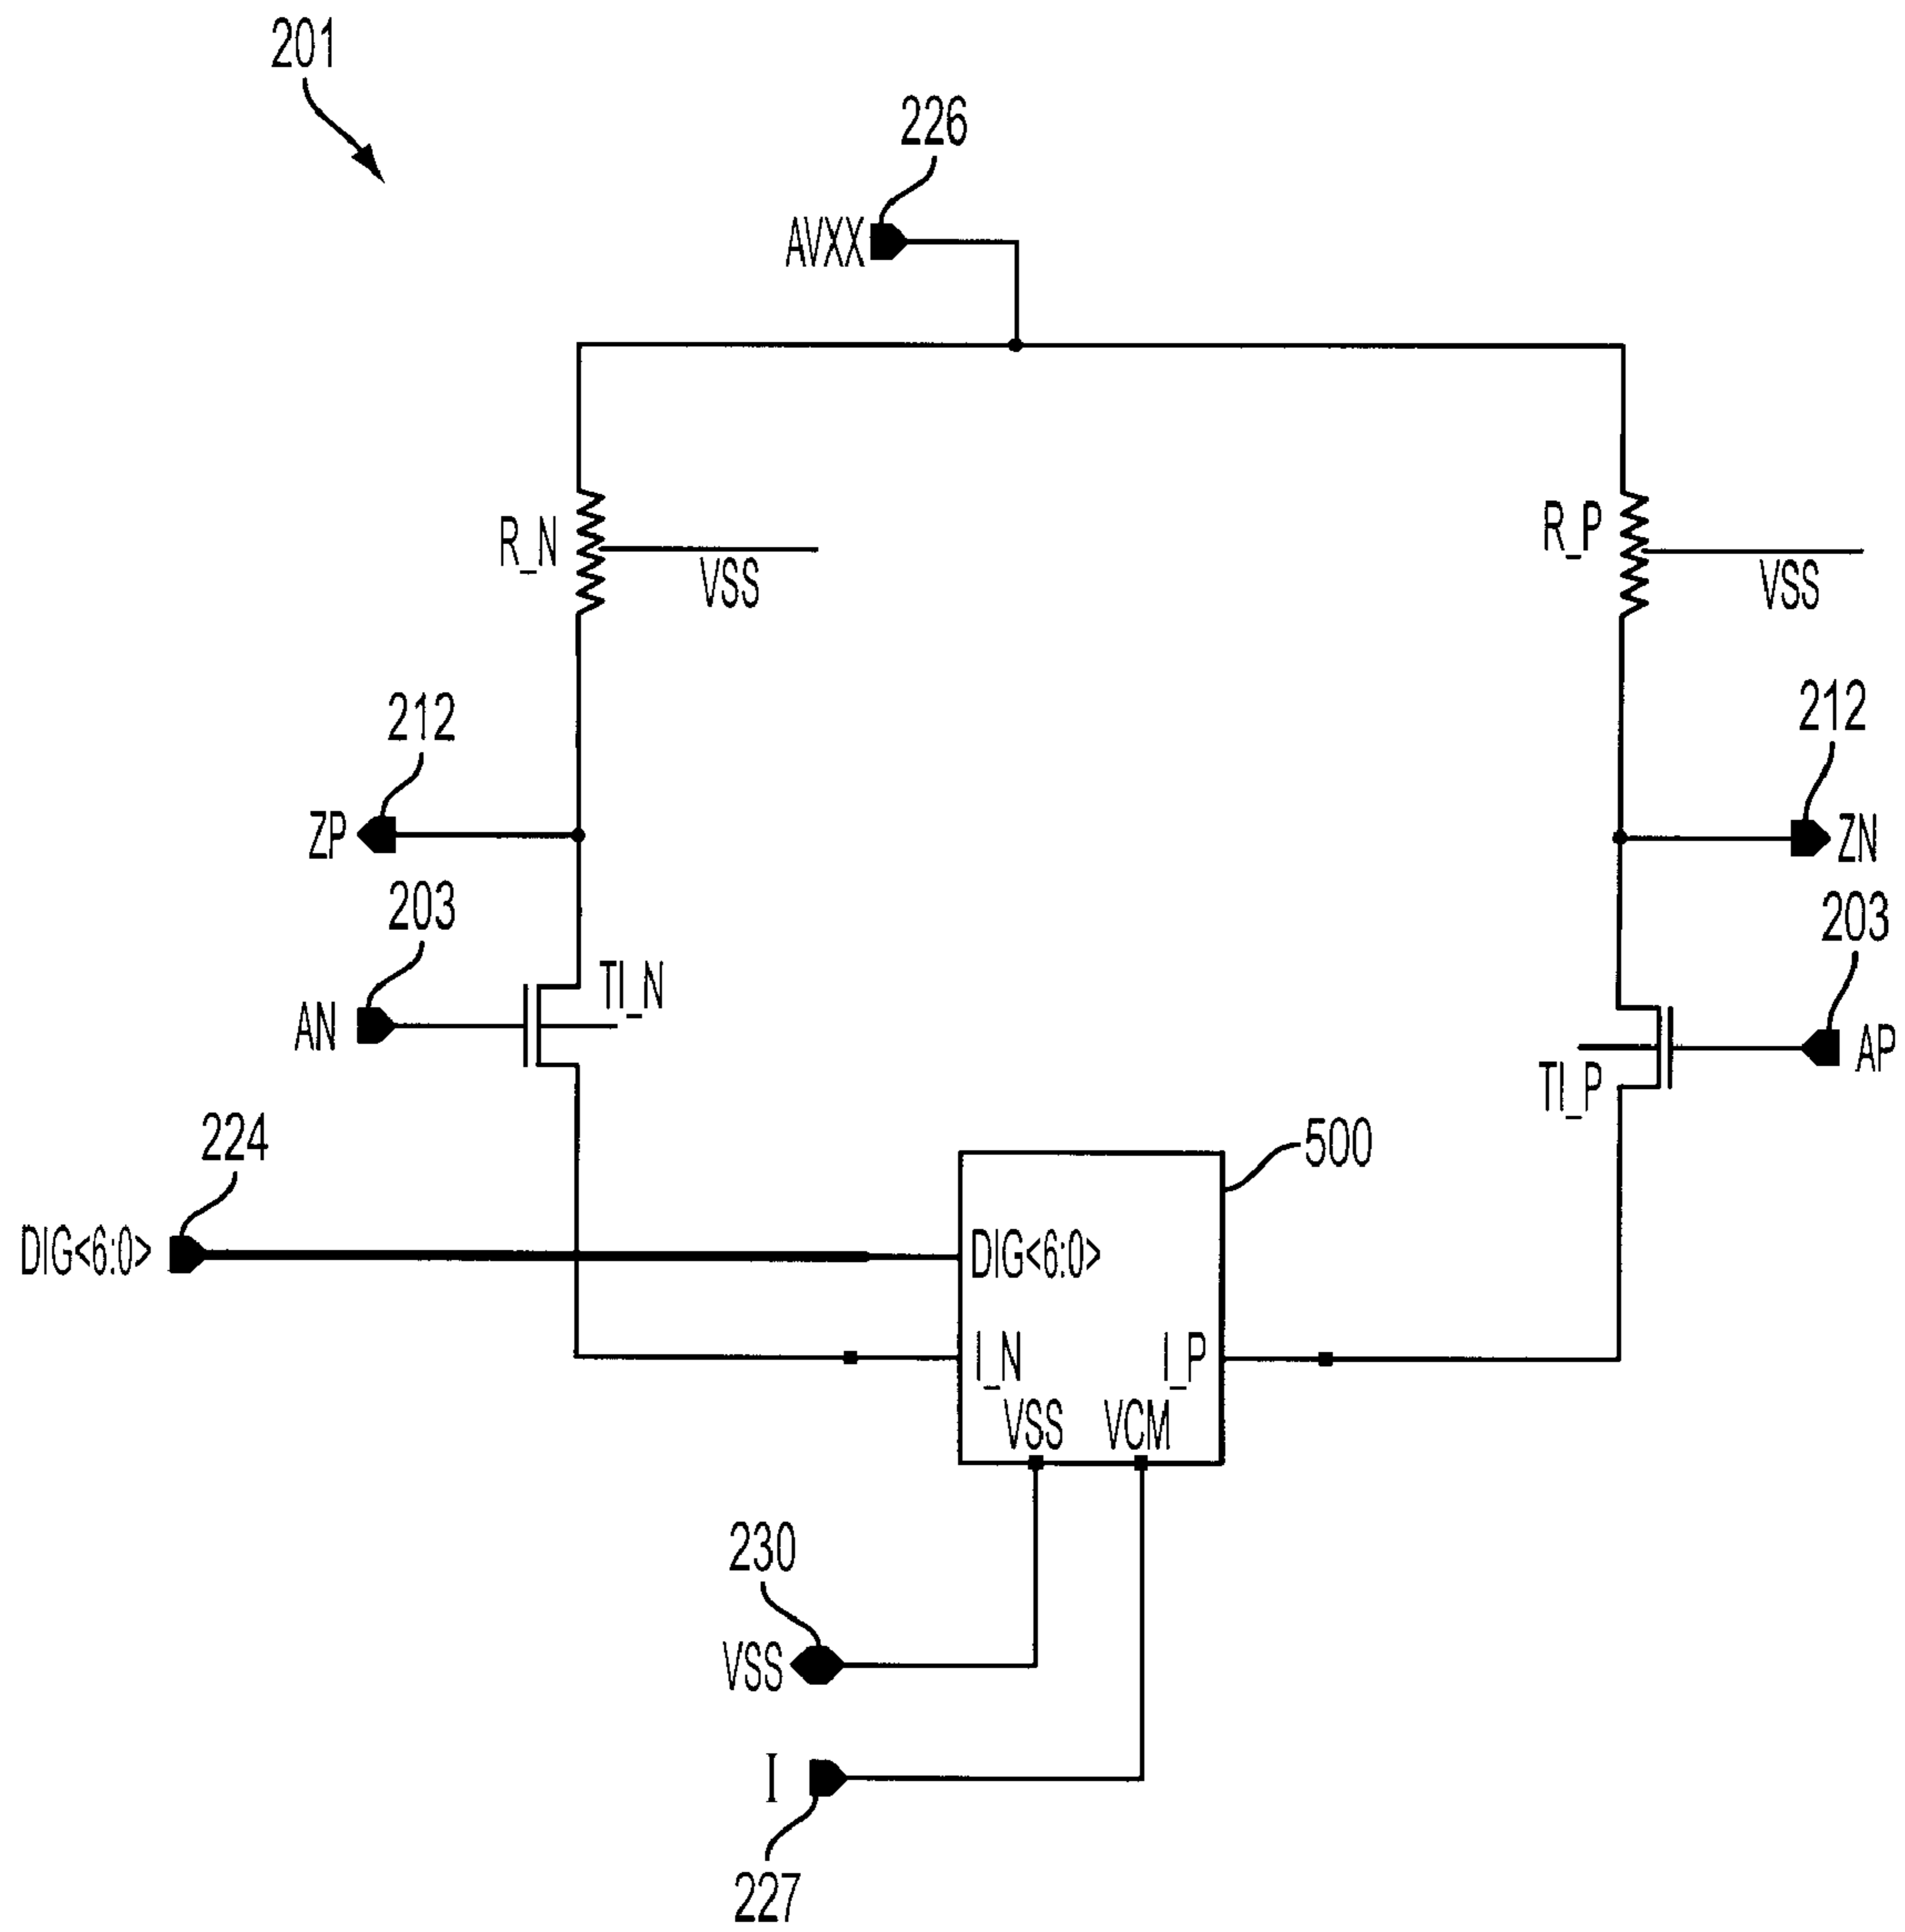 201
226
AVXX
R_N
VSS
R_P
VSS
212
ZP
212
ZN
203
AN
TI_N
203
AP
TI_P
224
DIG<6:0>
500
DIG<6:0>
I_N
I_P
VSS
VCM
230
VSS
I
227